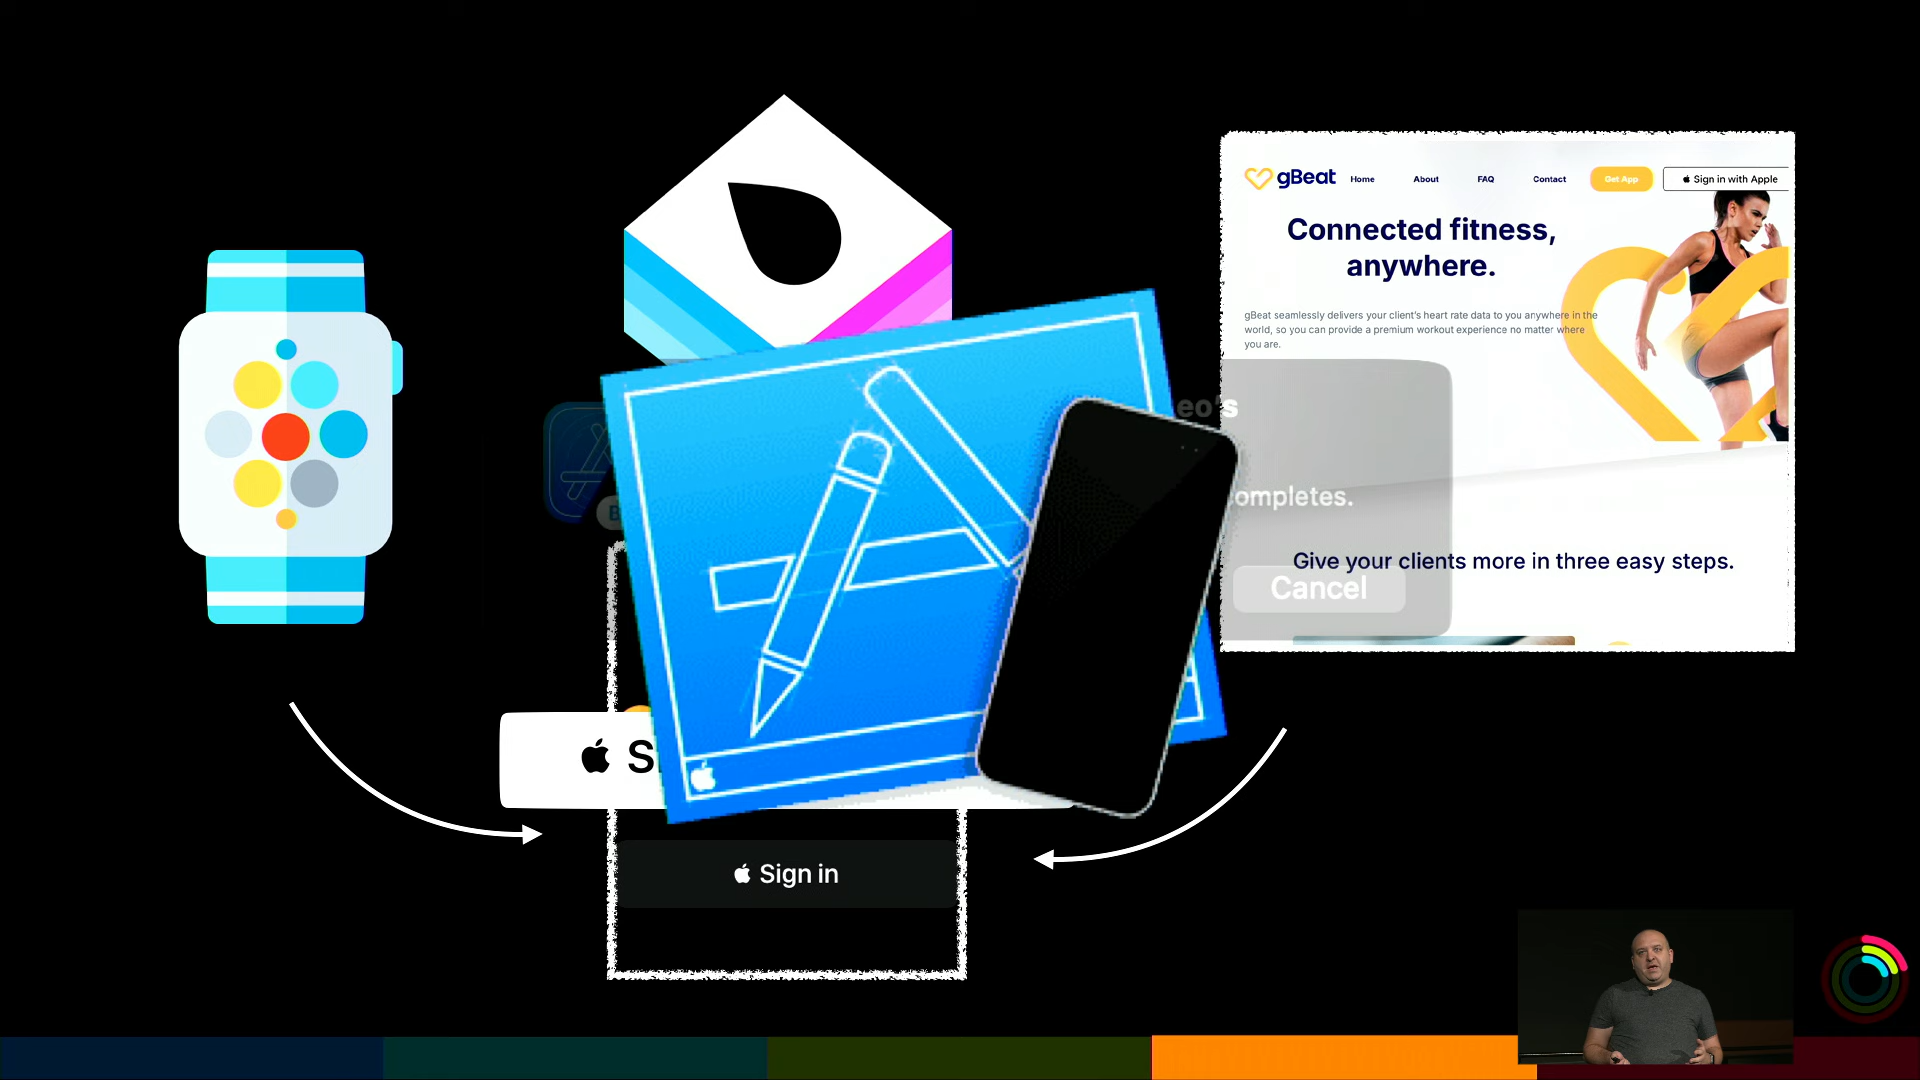 gBeat
Home
About
FAQ
Contact
Get App
Sign in with Apple
Connected fitness,
anywhere.
gBeat seamlessly delivers your client's heart rate data to you anywhere in the
world, so you can provide a premium workout experience no matter where
you are.
eo's
ompletes.
Give your clients more in three easy steps.
Cancel
S
Sign in